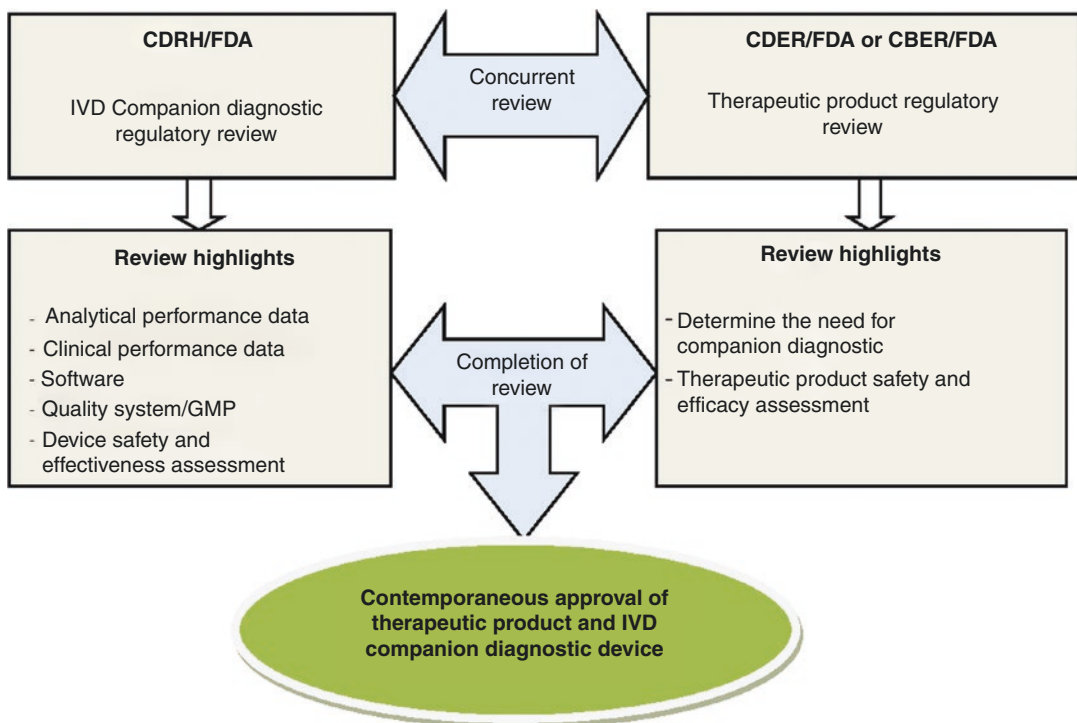 CDRH/FDA
IVD Companion diagnostic
regulatory review
Concurrent
review
CDER/FDA or CBER/FDA
Therapeutic product regulatory
review
Review highlights
- Analytical performance data
- Clinical performance data
- Software
- Quality system/GMP
- Device safety and
effectiveness assessment
Completion of
review
Review highlights
- Determine the need for
companion diagnostic
- Therapeutic product safety and
efficacy assessment
Contemporaneous approval of
therapeutic product and IVD
companion diagnostic device